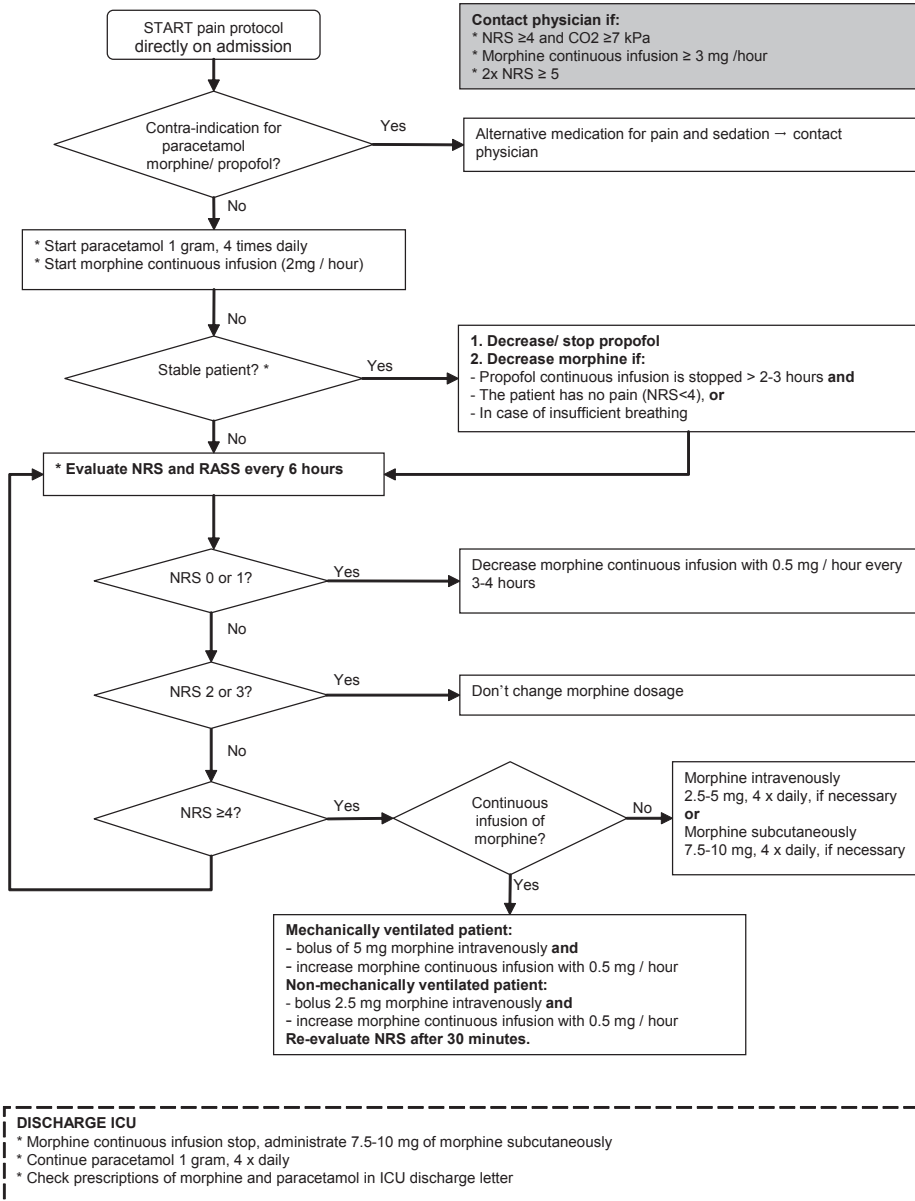 START pain protocol
directly on admission
Contact physician if:
* NRS ≥4 and CO2 ≥7 kPa
* Morphine continuous infusion ≥ 3 mg /hour
* 2x NRS ≥ 5
Contra-indication for
paracetamol
morphine/ propofol?
Yes
Alternative medication for pain and sedation → contact
physician
No
* Start paracetamol 1 gram, 4 times daily
* Start morphine continuous infusion (2mg / hour)
No
Stable patient? *
Yes
1. Decrease/ stop propofol
2. Decrease morphine if:
- Propofol continuous infusion is stopped > 2-3 hours and
- The patient has no pain (NRS<4), or
- In case of insufficient breathing
No
* Evaluate NRS and RASS every 6 hours
NRS 0 or 1?
Yes
Decrease morphine continuous infusion with 0.5 mg / hour every
3-4 hours
No
NRS 2 or 3?
Yes
Don't change morphine dosage
No
NRS ≥4?
Yes
Continuous
infusion of
morphine?
No
Morphine intravenously
2.5-5 mg, 4 x daily, if necessary
or
Morphine subcutaneously
7.5-10 mg, 4 x daily, if necessary
Yes
Mechanically ventilated patient:
- bolus of 5 mg morphine intravenously and
- increase morphine continuous infusion with 0.5 mg / hour
Non-mechanically ventilated patient:
- bolus 2.5 mg morphine intravenously and
- increase morphine continuous infusion with 0.5 mg / hour
Re-evaluate NRS after 30 minutes.
DISCHARGE ICU
* Morphine continuous infusion stop, administrate 7.5-10 mg of morphine subcutaneously
* Continue paracetamol 1 gram, 4 x daily
* Check prescriptions of morphine and paracetamol in ICU discharge letter